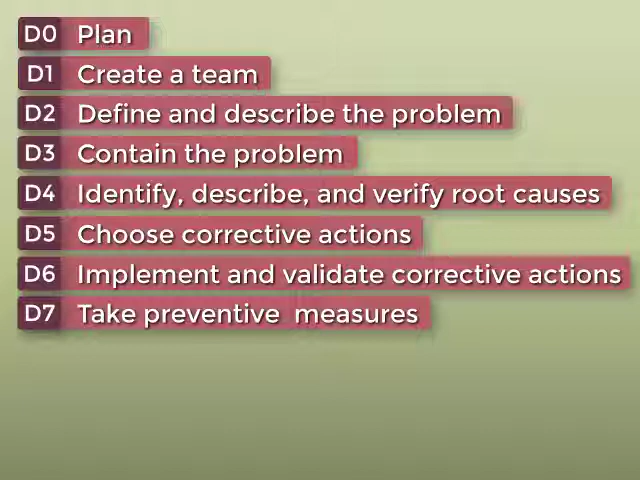 D0 Plan
D1 Create a team
D2 Define and describe the problem
D3 Contain the problem
D4 Identify, describe, and verify root causes
D5 Choose corrective actions
D6 Implement and validate corrective actions
D7 Take preventive measures